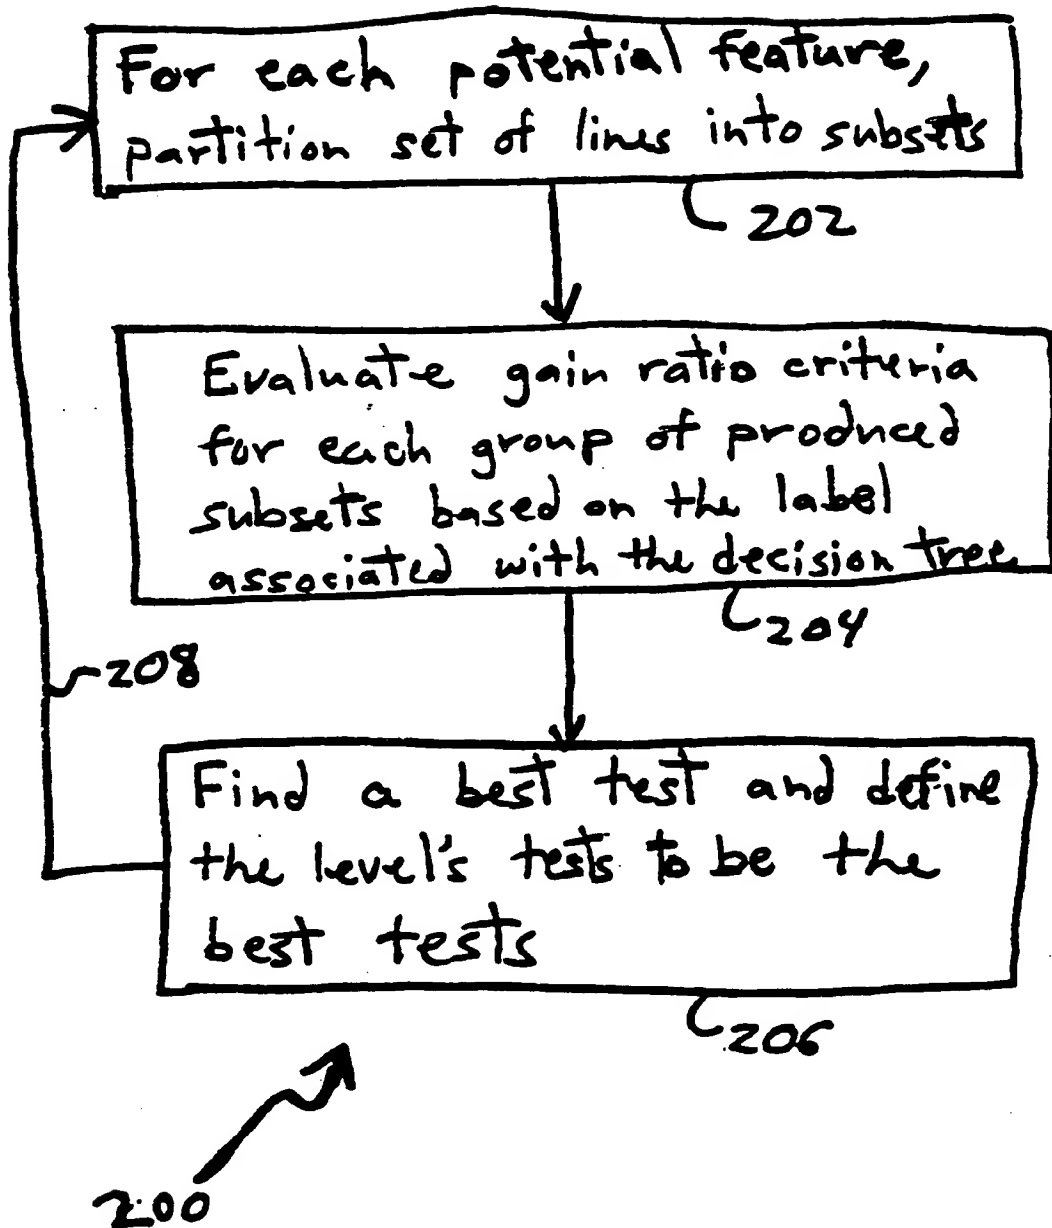 For each potential feature,
partition set of lines into subsets
202
Evaluate gain ratio criteria
for each group of produced
subsets based on the label
associated with the decision tree
204
208
Find a best test and define
the level's tests to be the
best tests
206
200